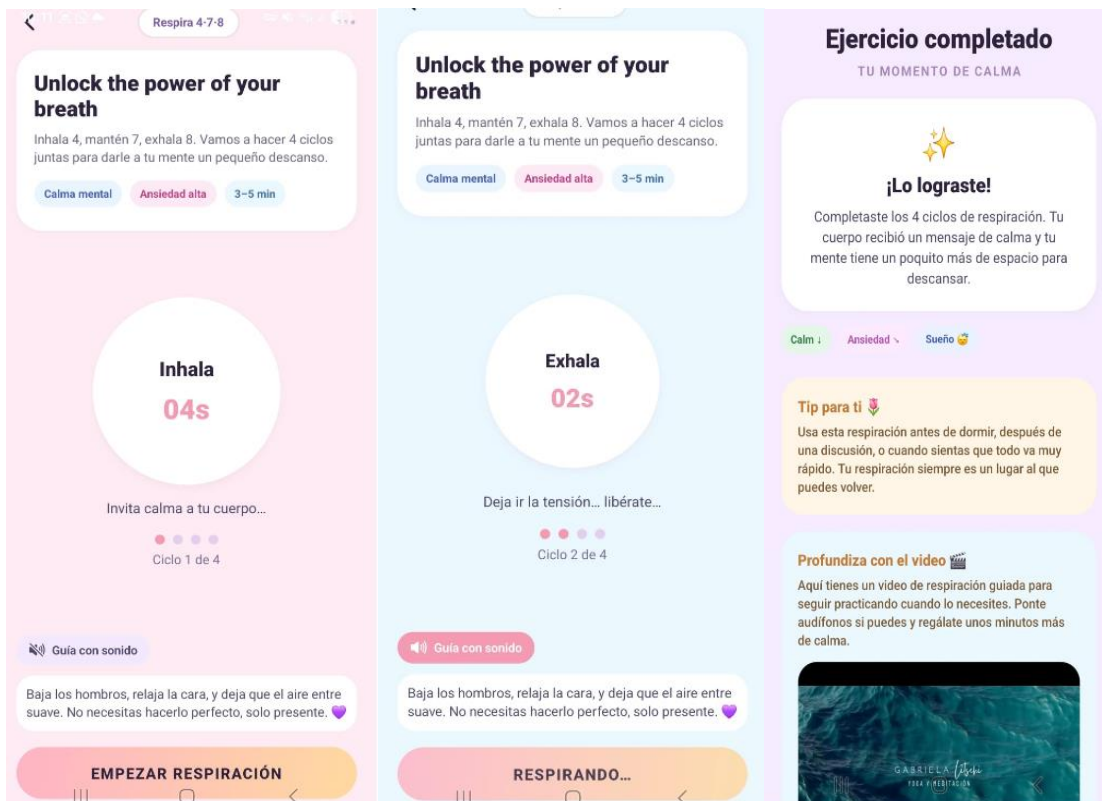 Respira 4-7-8
Unlock the power of your
breath
Inhala 4, mantén 7, exhala 8. Vamos a hacer 4 ciclos
juntas para darle a tu mente un pequeño descanso.
Calma mental
Ansiedad alta
3–5 min
Inhala
04s
Invita calma a tu cuerpo...
Ciclo 1 de 4
Guía con sonido
Baja los hombros, relaja la cara, y deja que el aire entre
suave. No necesitas hacerlo perfecto, solo presente. 💜
EMPEZAR RESPIRACIÓN
Unlock the power of your
breath
Inhala 4, mantén 7, exhala 8. Vamos a hacer 4 ciclos
juntas para darle a tu mente un pequeño descanso.
Calma mental
Ansiedad alta
3–5 min
Exhala
02s
Deja ir la tensión... libérate...
Ciclo 2 de 4
Guía con sonido
Baja los hombros, relaja la cara, y deja que el aire entre
suave. No necesitas hacerlo perfecto, solo presente. 💜
RESPIRANDO...
Ejercicio completado
TU MOMENTO DE CALMA
¡Lo lograste!
Completaste los 4 ciclos de respiración. Tu
cuerpo recibió un mensaje de calma y tu
mente tiene un poquito más de espacio para
descansar.
Calm ↓
Ansiedad ↘
Sueño 😴
Tip para ti 🌷
Usa esta respiración antes de dormir, después de
una discusión, o cuando sientas que todo va muy
rápido. Tu respiración siempre es un lugar al que
puedes volver.
Profundiza con el video 🎬
Aquí tienes un video de respiración guiada para
seguir practicando cuando lo necesites. Ponte
audífonos si puedes y regálate unos minutos más
de calma.
GABRIELA Litschi
YOGA Y MEDITACIÓN